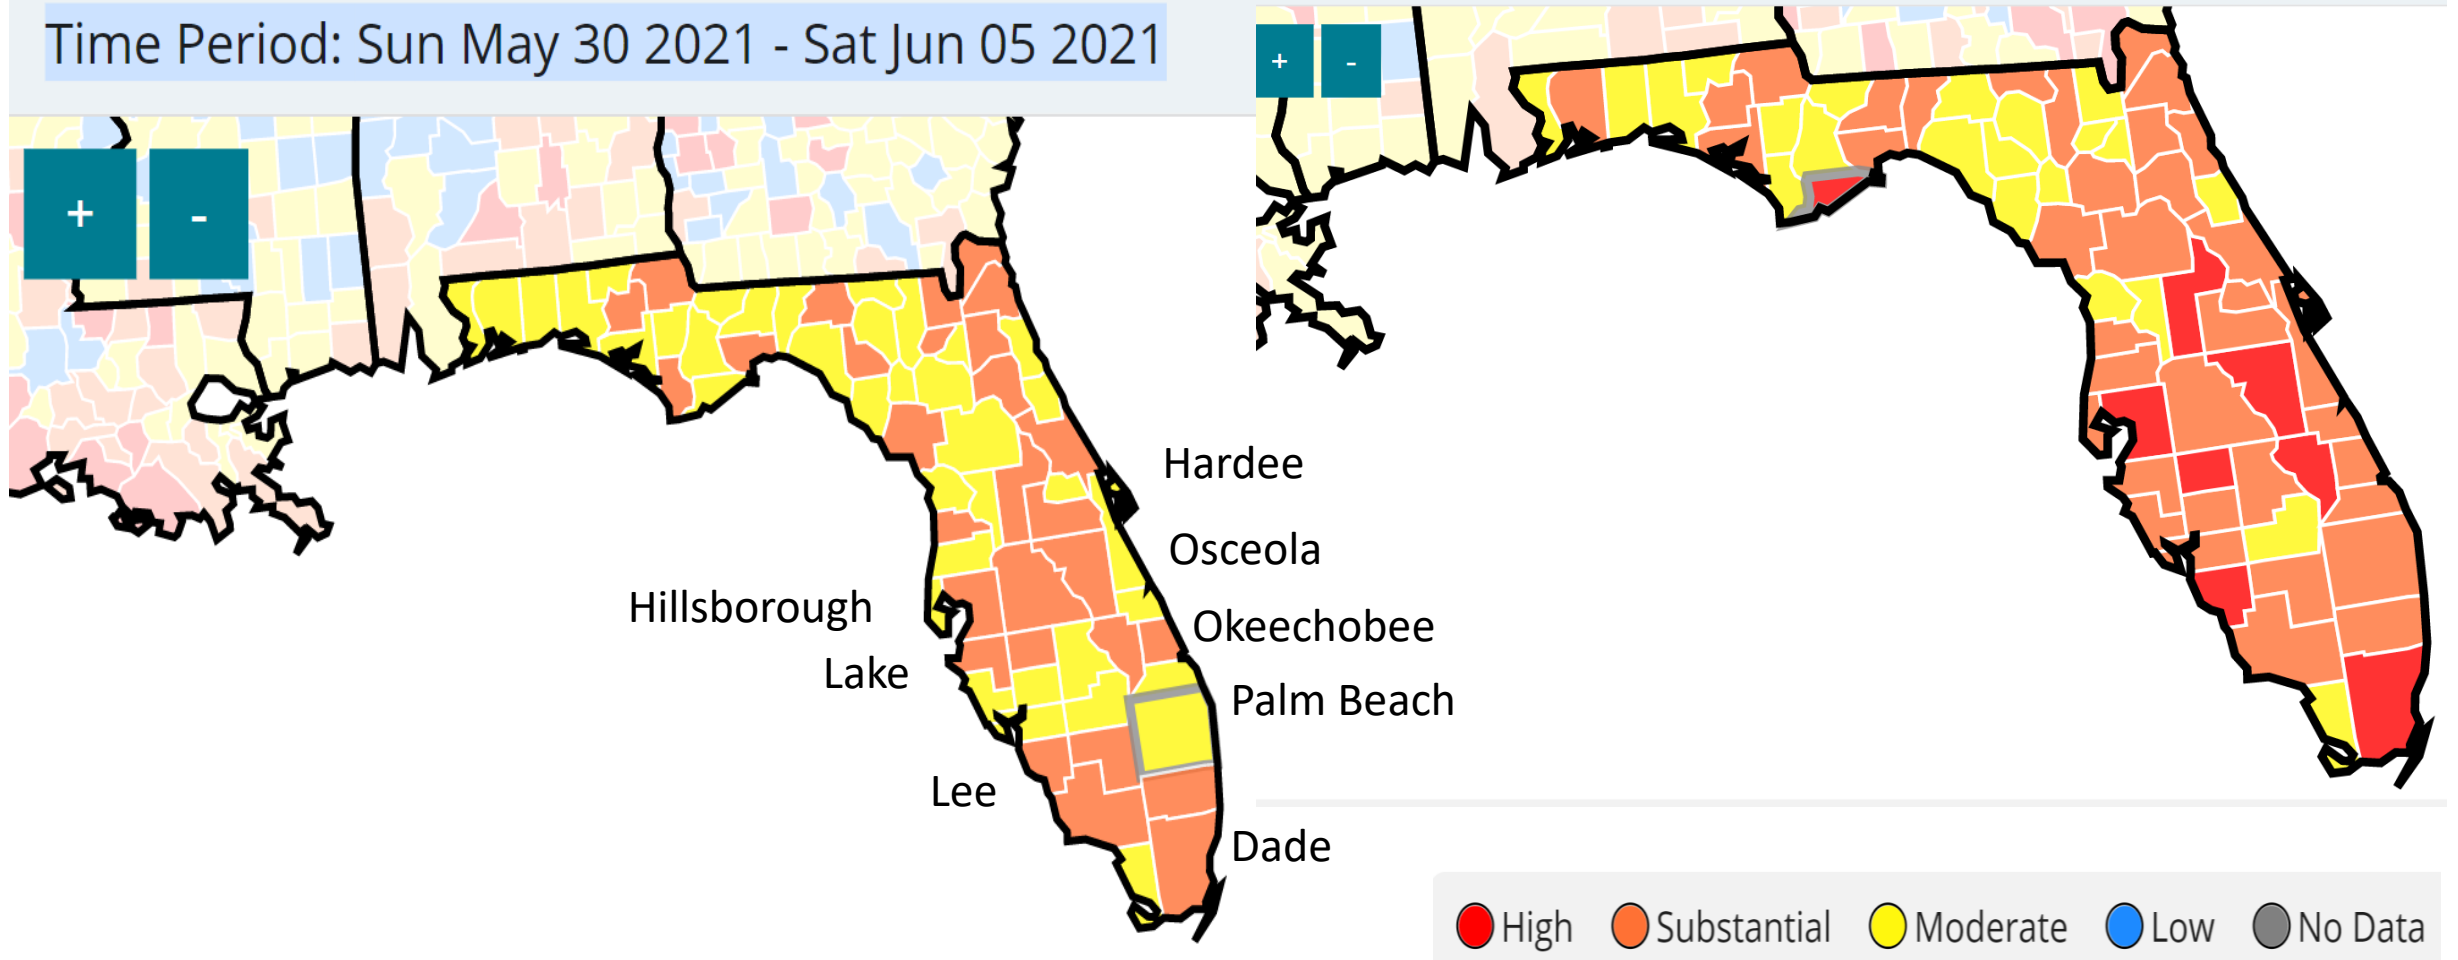 Time Period: Sun May 30 2021 - Sat Jun 05 2021
+ -
+ -
Hardee
Osceola
Hillsborough
Okeechobee
Lake
Palm Beach
Lee
Dade
High Substantial Moderate Low No Data